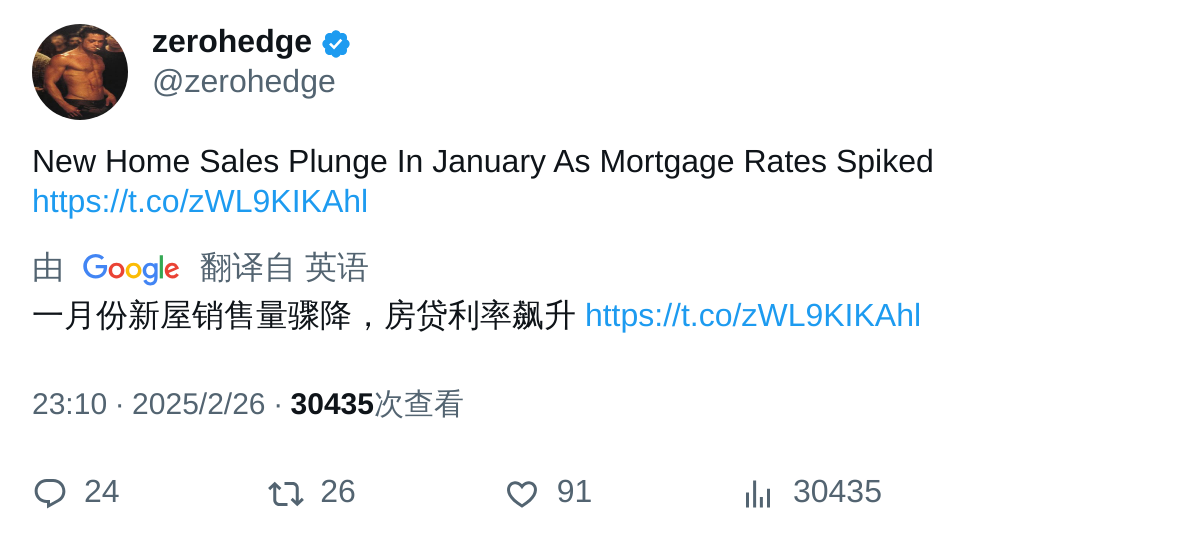 zerohedge
@zerohedge
New Home Sales Plunge In January As Mortgage Rates Spiked
https://t.co/zWL9KIKAhl
由 Google 翻译自 英语
一月份新屋销售量骤降，房贷利率飙升 https://t.co/zWL9KIKAhl
23:10 · 2025/2/26 · 30435次查看
24 26 91 30435